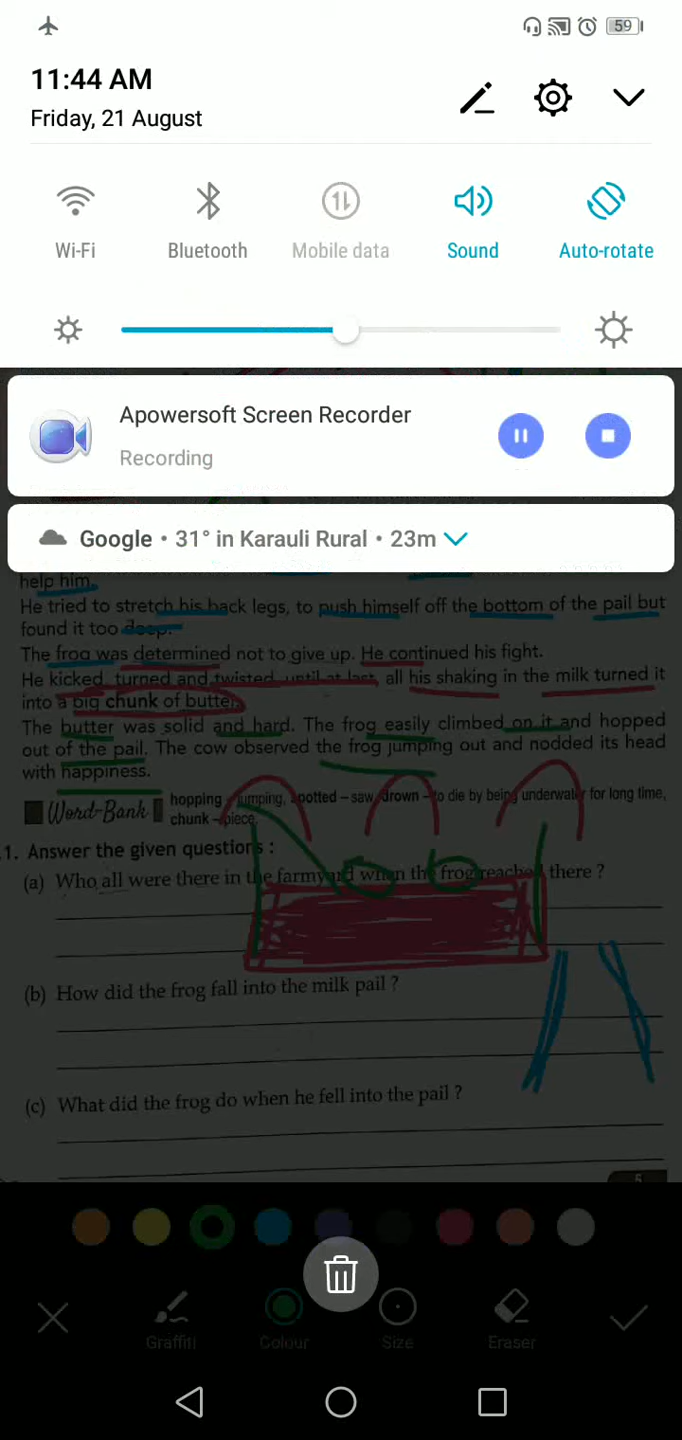 59
11:44 AM
Friday, 21 August
Wi-Fi Bluetooth Mobile data Sound Auto-rotate
Apowersoft Screen Recorder
Recording
Google • 31° in Karauli Rural • 23m
help him.
He tried to stretch his back legs, to push himself off the bottom of the pail but
found it too deep.
The frog was determined not to give up. He continued his fight.
He kicked, turned and twisted, until at last, all his shaking in the milk turned it
into a big chunk of butter.
The butter was solid and hard. The frog easily climbed on it and hopped
out of the pail. The cow observed the frog jumping out and nodded its head
with happiness.
Word-Bank hopping – jumping, spotted – saw, drown – to die by being underwater for long time,
chunk – piece.
1. Answer the given questions :
(a) Who all were there in the farmyard when the frog reached there ?
(b) How did the frog fall into the milk pail ?
(c) What did the frog do when he fell into the pail ?
5
Graffiti Colour Size Eraser